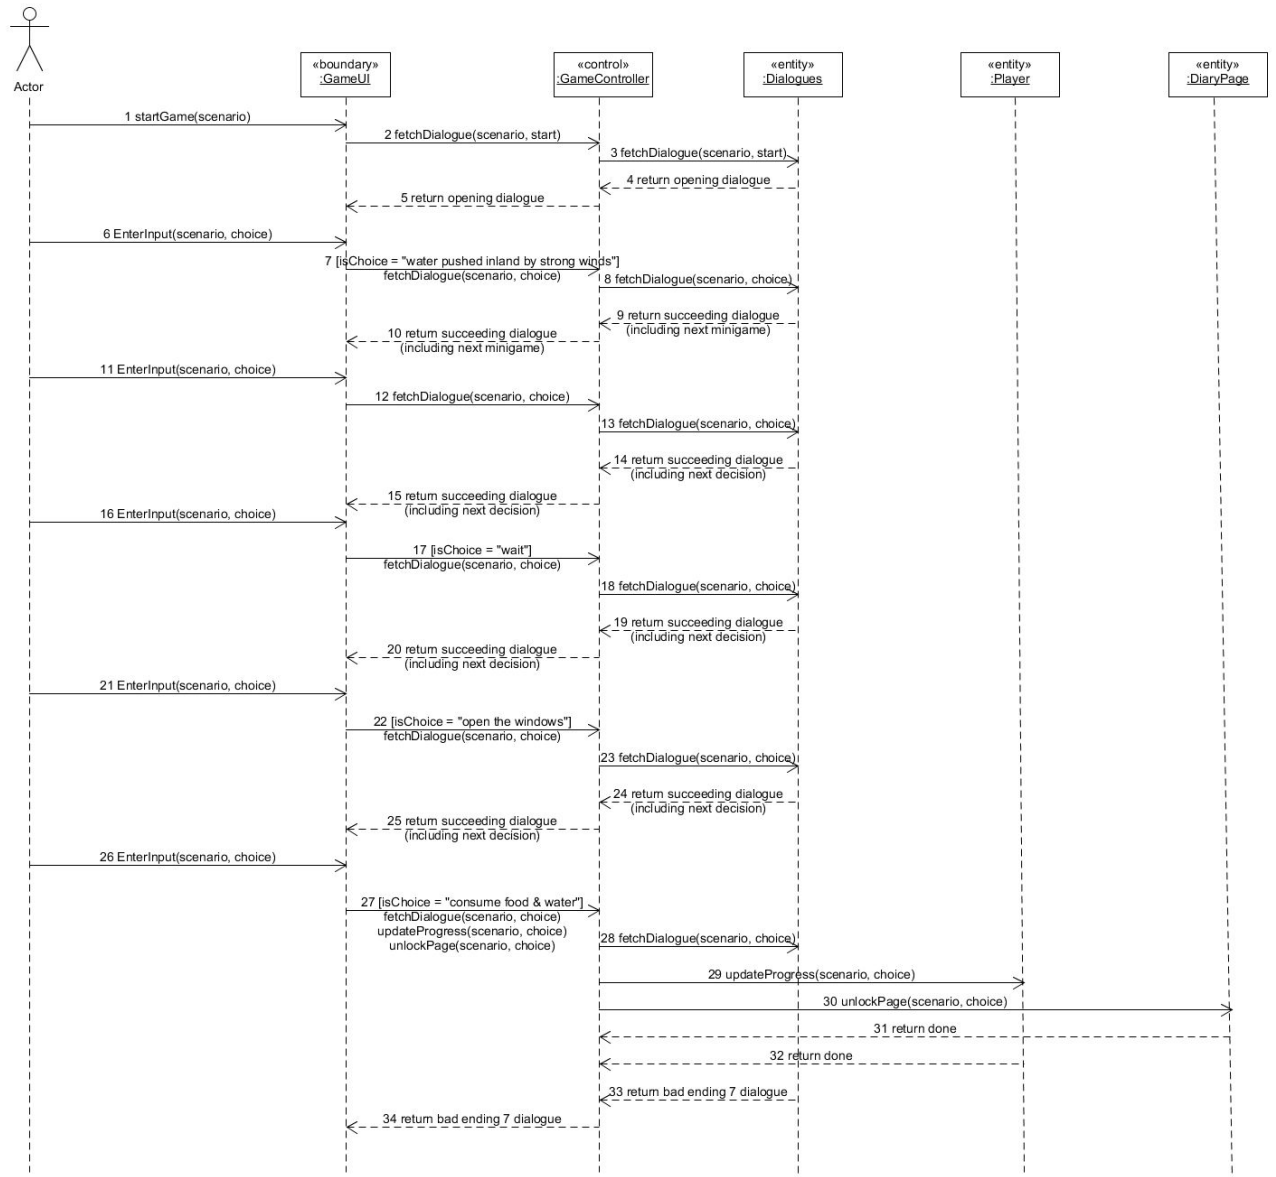 Actor
«boundary»
:GameUI
«control»
:GameController
«entity»
:Dialogues
«entity»
:Player
«entity»
:DiaryPage
1 startGame(scenario)
2 fetchDialogue(scenario, start)
3 fetchDialogue(scenario, start)
4 return opening dialogue
5 return opening dialogue
6 EnterInput(scenario, choice)
7 [isChoice = "water pushed inland by strong winds"]
fetchDialogue(scenario, choice)
8 fetchDialogue(scenario, choice)
9 return succeeding dialogue
(including next minigame)
10 return succeeding dialogue
(including next minigame)
11 EnterInput(scenario, choice)
12 fetchDialogue(scenario, choice)
13 fetchDialogue(scenario, choice)
14 return succeeding dialogue
(including next decision)
15 return succeeding dialogue
(including next decision)
16 EnterInput(scenario, choice)
17 [isChoice = "wait"]
fetchDialogue(scenario, choice)
18 fetchDialogue(scenario, choice)
19 return succeeding dialogue
(including next decision)
20 return succeeding dialogue
(including next decision)
21 EnterInput(scenario, choice)
22 [isChoice = "open the windows"]
fetchDialogue(scenario, choice)
23 fetchDialogue(scenario, choice)
24 return succeeding dialogue
(including next decision)
25 return succeeding dialogue
(including next decision)
26 EnterInput(scenario, choice)
27 [isChoice = "consume food & water"]
fetchDialogue(scenario, choice)
updateProgress(scenario, choice)
unlockPage(scenario, choice)
28 fetchDialogue(scenario, choice)
29 updateProgress(scenario, choice)
30 unlockPage(scenario, choice)
31 return done
32 return done
33 return bad ending 7 dialogue
34 return bad ending 7 dialogue